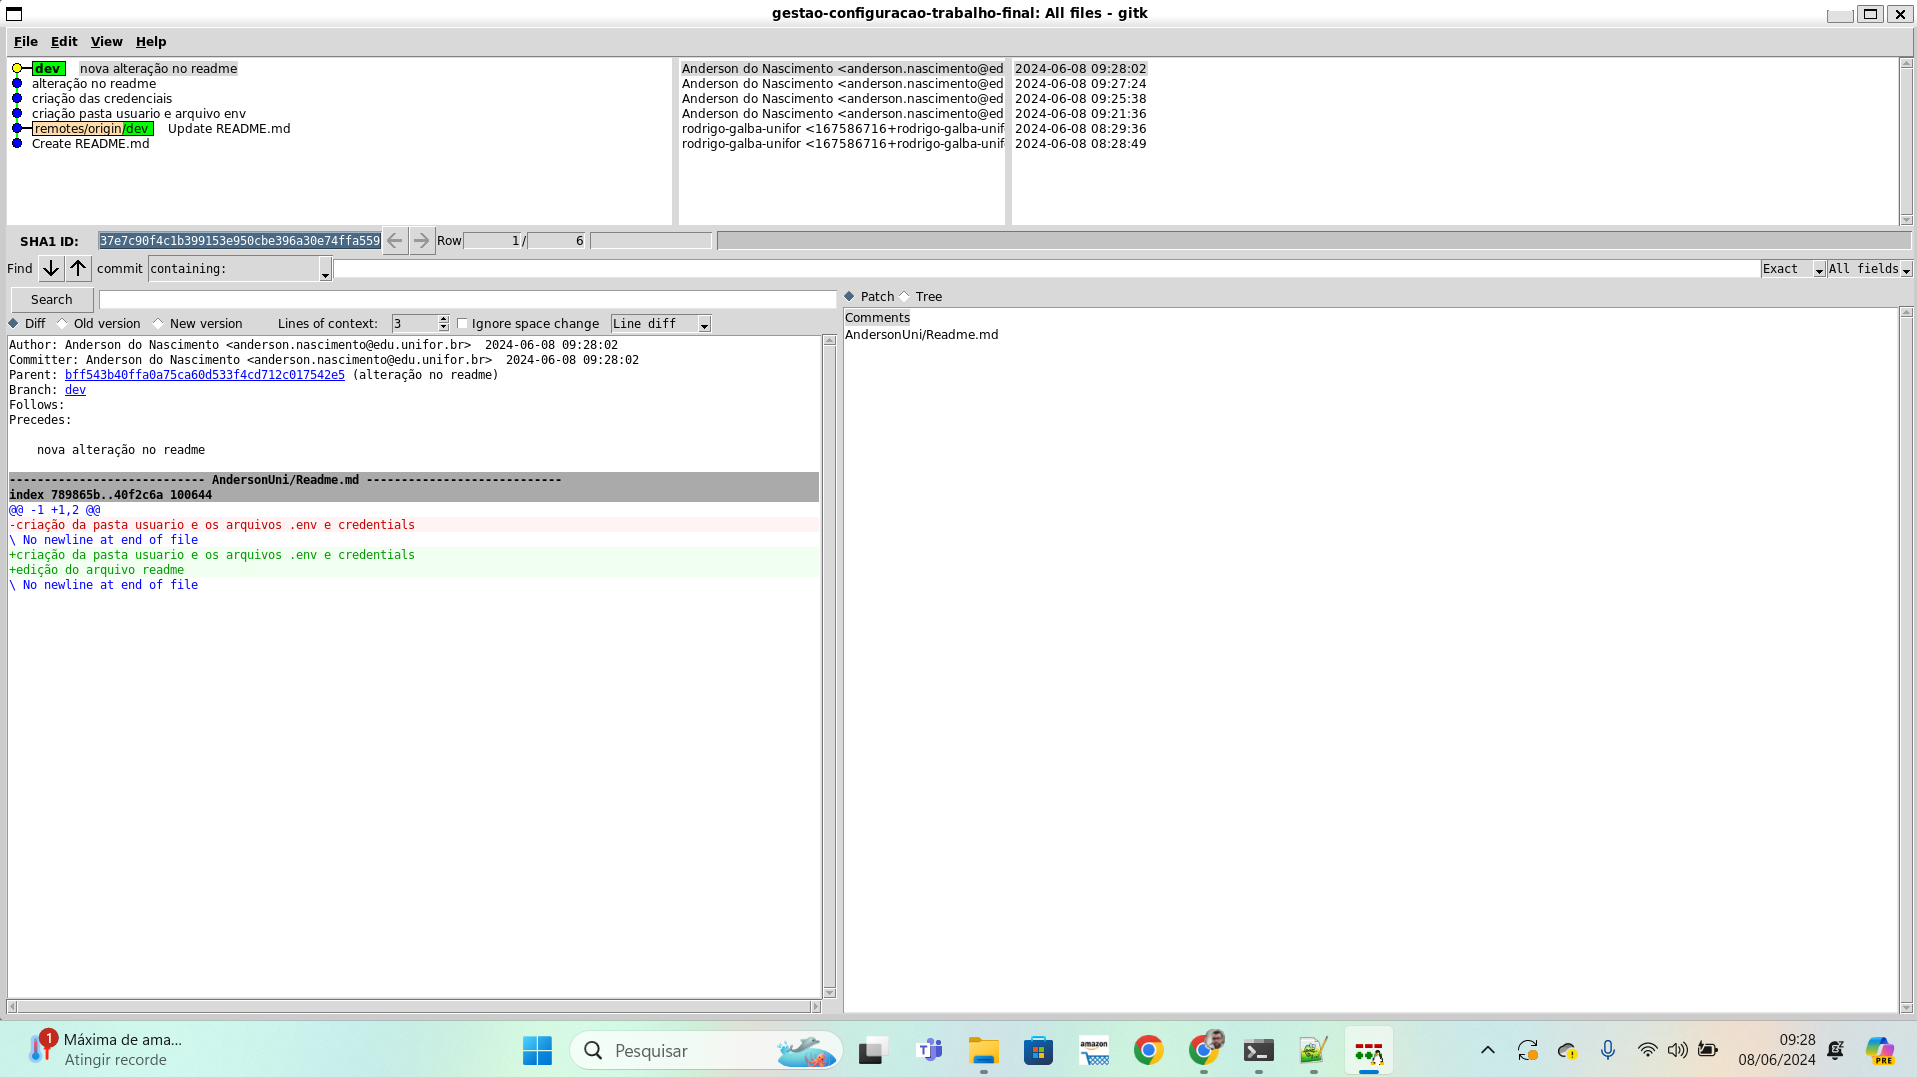 gestao-configuracao-trabalho-final: All files - gitk
File Edit View Help
dev nova alteração no readme Anderson do Nascimento <anderson.nascimento@ed 2024-06-08 09:28:02
alteração no readme Anderson do Nascimento <anderson.nascimento@ed 2024-06-08 09:27:24
criação das credenciais Anderson do Nascimento <anderson.nascimento@ed 2024-06-08 09:25:38
criação pasta usuario e arquivo env Anderson do Nascimento <anderson.nascimento@ed 2024-06-08 09:21:36
remotes/origin/dev Update README.md rodrigo-galba-unifor <167586716+rodrigo-galba-unif 2024-06-08 08:29:36
Create README.md rodrigo-galba-unifor <167586716+rodrigo-galba-unif 2024-06-08 08:28:49
SHA1 ID: 37e7c90f4c1b399153e950cbe396a30e74ffa559 Row 1 / 6
Find commit containing: Exact All fields
Search
Patch Tree
Diff Old version New version Lines of context: 3 Ignore space change Line diff
Comments
AndersonUni/Readme.md
Author: Anderson do Nascimento <anderson.nascimento@edu.unifor.br>  2024-06-08 09:28:02
Committer: Anderson do Nascimento <anderson.nascimento@edu.unifor.br>  2024-06-08 09:28:02
Parent: bff543b40ffa0a75ca60d533f4cd712c017542e5 (alteração no readme)
Branch: dev
Follows:
Precedes:
nova alteração no readme
---------------------------- AndersonUni/Readme.md ----------------------------
index 789865b..40f2c6a 100644
@@ -1 +1,2 @@
-criação da pasta usuario e os arquivos .env e credentials
\ No newline at end of file
+criação da pasta usuario e os arquivos .env e credentials
+edição do arquivo readme
\ No newline at end of file
1
Máxima de ama...
Atingir recorde
Pesquisar
amazon
PRE
09:28
08/06/2024